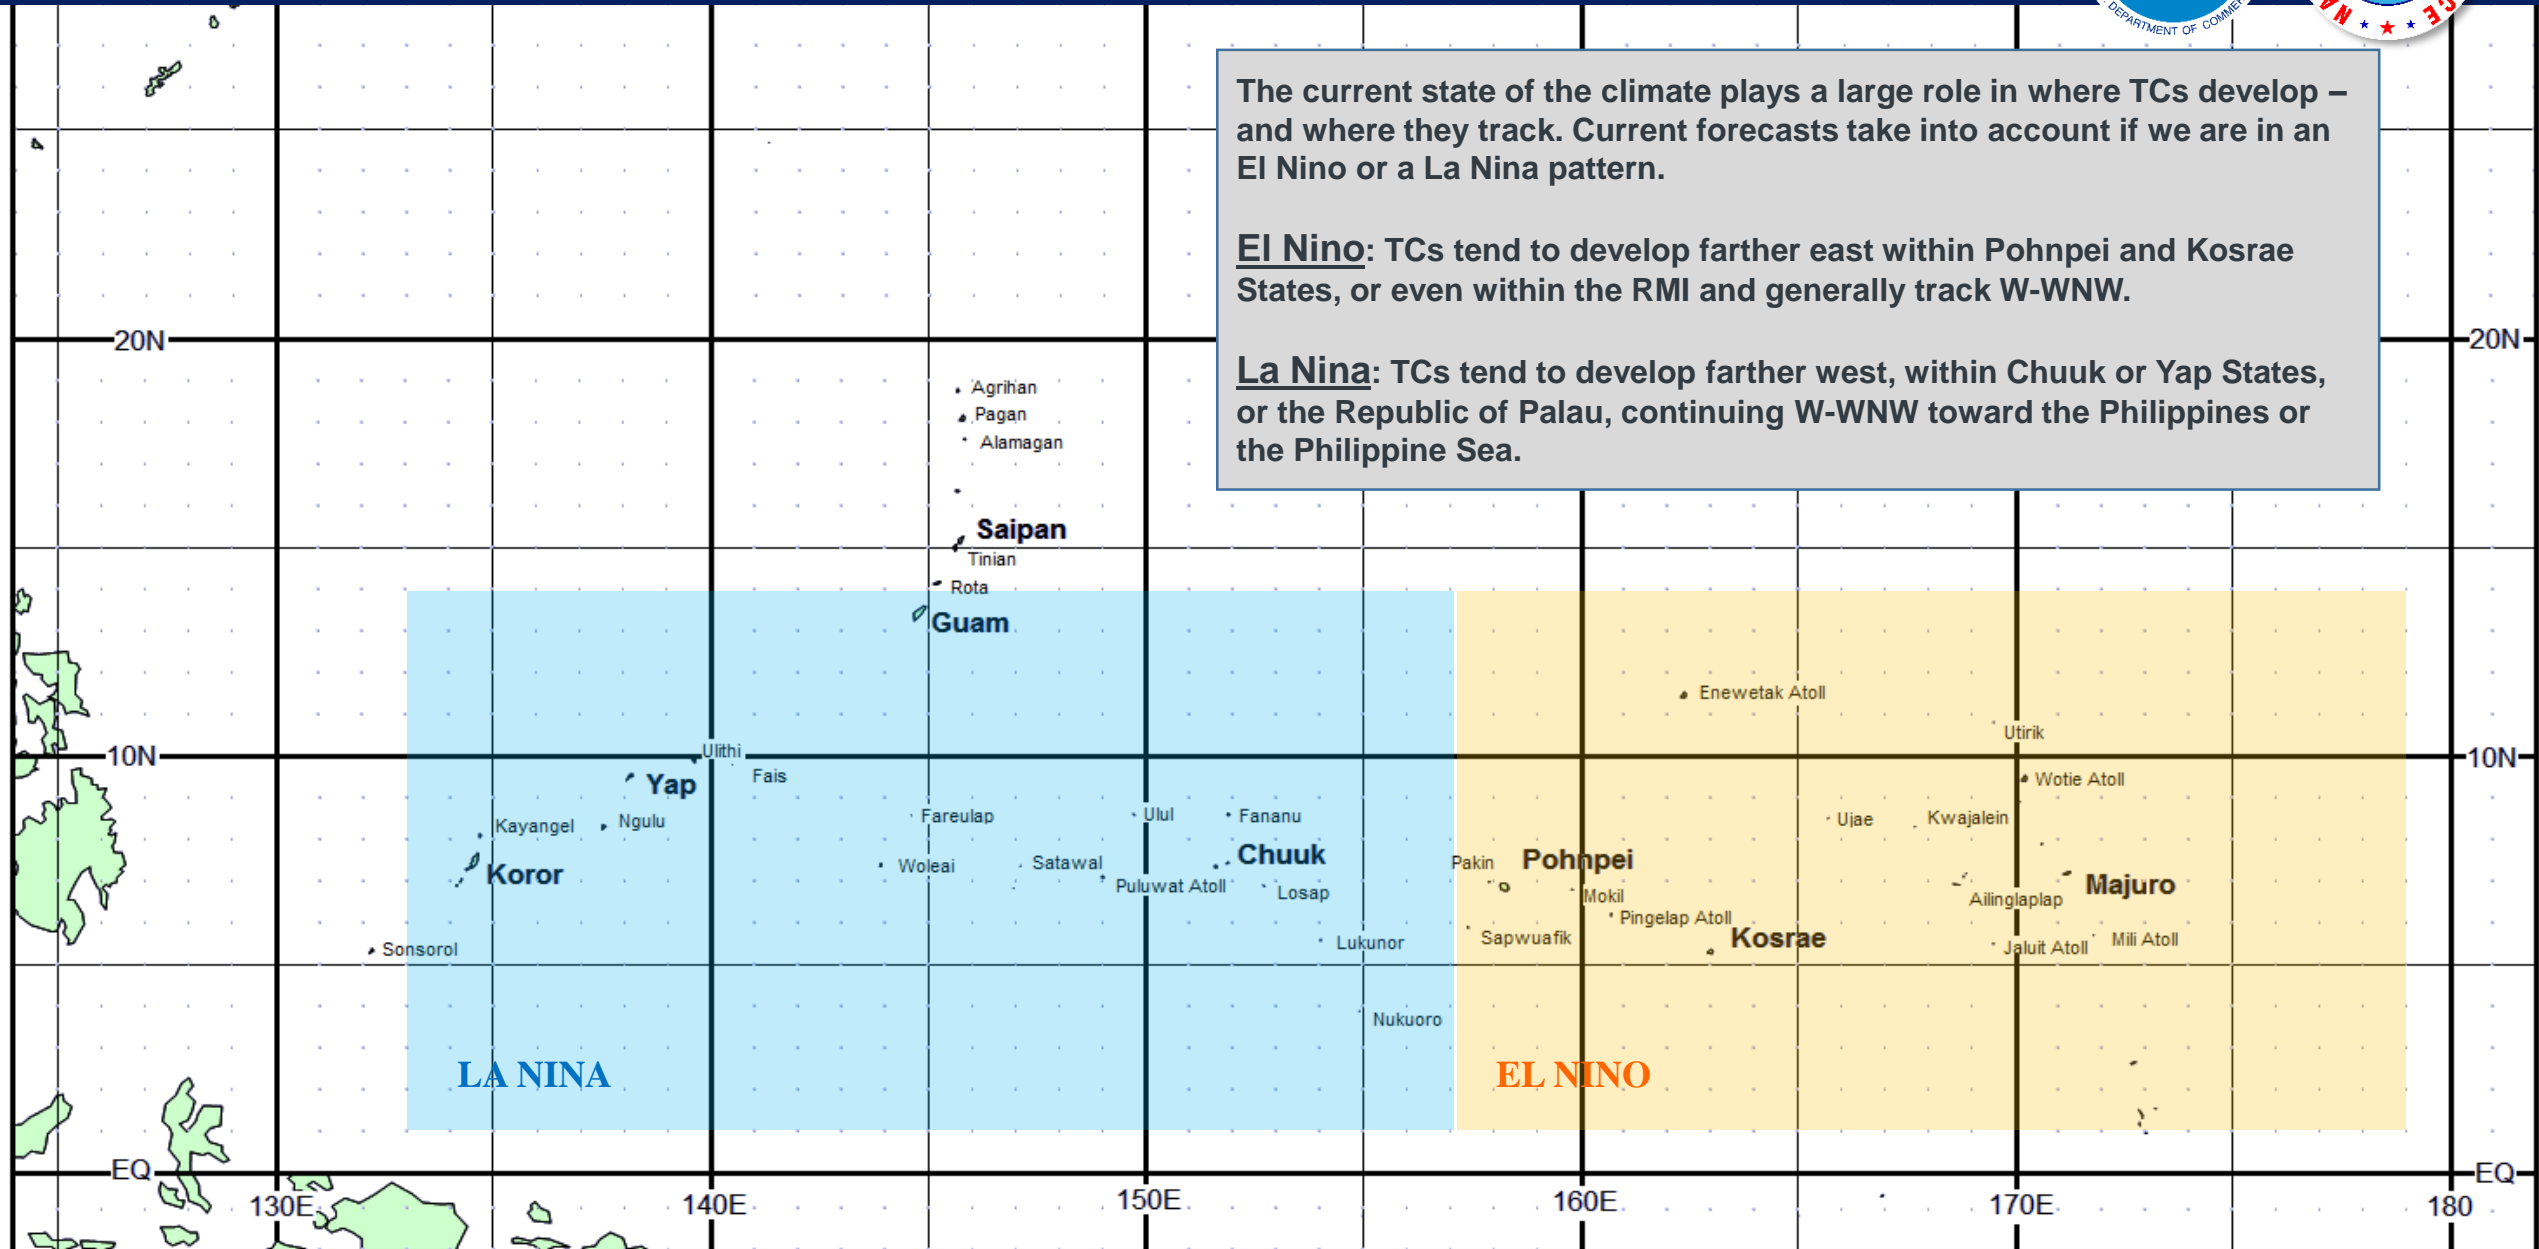 DEPARTMENT OF COMMER
The current state of the climate plays a large role in where TCs develop –
and where they track. Current forecasts take into account if we are in an
El Nino or a La Nina pattern.
El Nino: TCs tend to develop farther east within Pohnpei and Kosrae
States, or even within the RMI and generally track W-WNW.
La Nina: TCs tend to develop farther west, within Chuuk or Yap States,
or the Republic of Palau, continuing W-WNW toward the Philippines or
the Philippine Sea.
20N
20N
Agrihan
Pagan
Alamagan
Saipan
Tinian
Rota
Guam
Enewetak Atoll
Utirik
10N
Ulithi
10N
Yap
Fais
Wotje Atoll
Kayangel
Ngulu
Fareulap
Ulul
Fananu
Ujae
Kwajalein
Koror
Woleai
Satawal
Chuuk
Pakin
Pohnpei
Puluwat Atoll
Losap
Mokil
Ailinglaplap
Majuro
Pingelap Atoll
Sonsorol
Lukunor
Sapwuafik
Kosrae
Jaluit Atoll
Mili Atoll
Nukuoro
LA NINA
EL NINO
EQ
EQ
130E
140E
150E
160E
170E
180